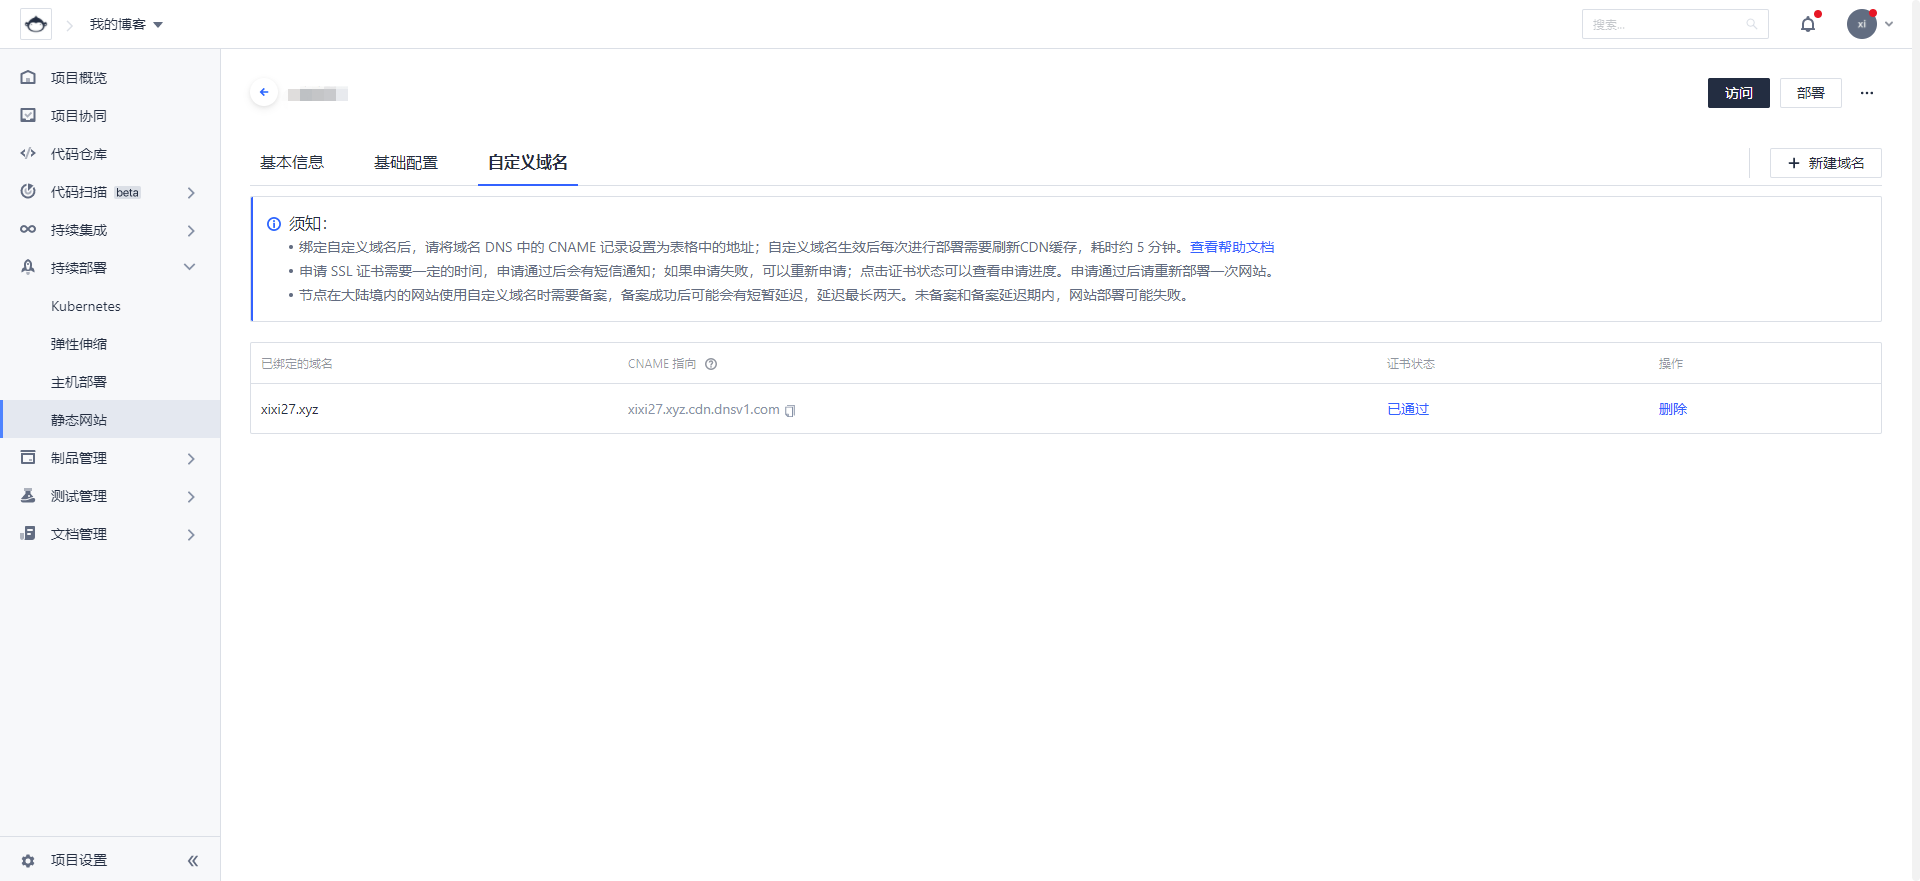 我的博客
搜索...
xi
项目概览
项目协同
代码仓库
代码扫描 beta
持续集成
持续部署
Kubernetes
弹性伸缩
主机部署
静态网站
制品管理
测试管理
文档管理
项目设置
访问
部署
基本信息
基础配置
自定义域名
新建域名
须知：
• 绑定自定义域名后，请将域名 DNS 中的 CNAME 记录设置为表格中的地址；自定义域名生效后每次进行部署需要刷新CDN缓存，耗时约 5 分钟。查看帮助文档
• 申请 SSL 证书需要一定的时间，申请通过后会有短信通知；如果申请失败，可以重新申请；点击证书状态可以查看申请进度。申请通过后请重新部署一次网站。
• 节点在大陆境内的网站使用自定义域名时需要备案，备案成功后可能会有短暂延迟，延迟最长两天。未备案和备案延迟期内，网站部署可能失败。
已绑定的域名 CNAME 指向 证书状态 操作
xixi27.xyz xixi27.xyz.cdn.dnsv1.com 已通过 删除